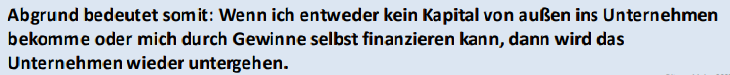 Abgrund bedeutet somit: Wenn ich entweder kein Kapital von außen ins Unternehmen
bekomme oder mich durch Gewinne selbst finanzieren kann, dann wird das
Unternehmen wieder untergehen.